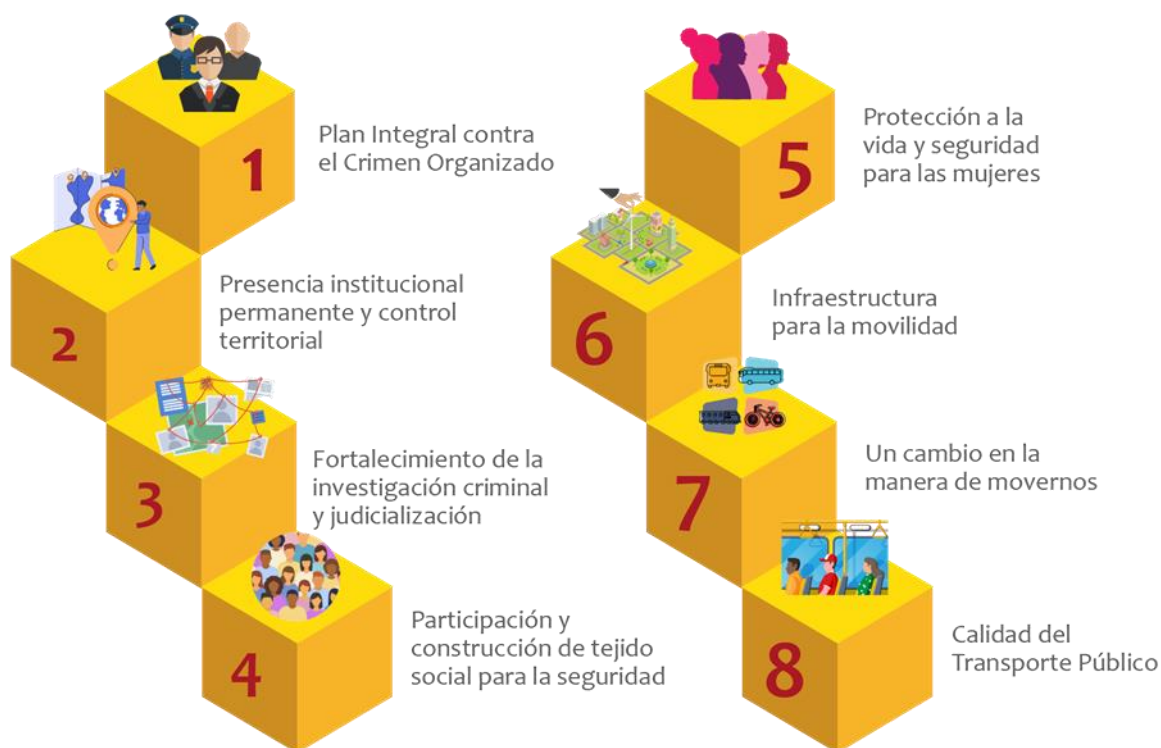 1
Plan Integral contra
el Crimen Organizado
2
Presencia institucional
permanente y control
territorial
3
Fortalecimiento de la
investigación criminal
y judicialización
4
Participación y
construcción de tejido
social para la seguridad
5
Protección a la
vida y seguridad
para las mujeres
6
Infraestructura
para la movilidad
7
Un cambio en la
manera de movernos
8
Calidad del
Transporte Público